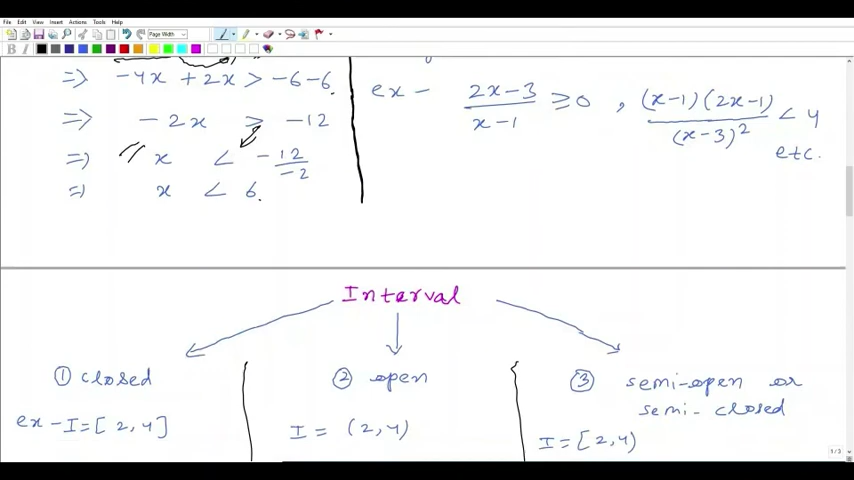 File Edit View Insert Actions Tools Help
Page Width
B I
=> -4x + 2x > -6-6.
=> -2x > -12
=> x < -12/-2
=> x < 6.
ex - (2x-3)/(x-1) ≥ 0 , (x-1)(2x-1)/(x-3)² < 4
etc.
Interval
① closed
ex - I = [2,4]
② open
I = (2,4)
③ semi-open or
semi-closed
I = [2,4)
1/3